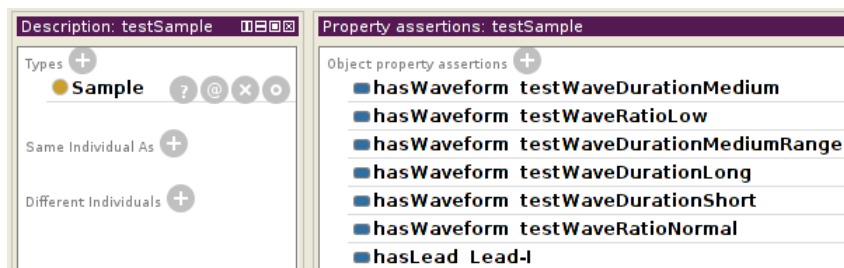 Description: testSample
Types
Sample
? @
Same Individual As
Different Individuals
Property assertions: testSample
Object property assertions
hasWaveform testWaveDurationMedium
hasWaveform testWaveRatioLow
hasWaveform testWaveDurationMediumRange
hasWaveform testWaveDurationLong
hasWaveform testWaveDurationShort
hasWaveform testWaveRatioNormal
hasLead Lead-I